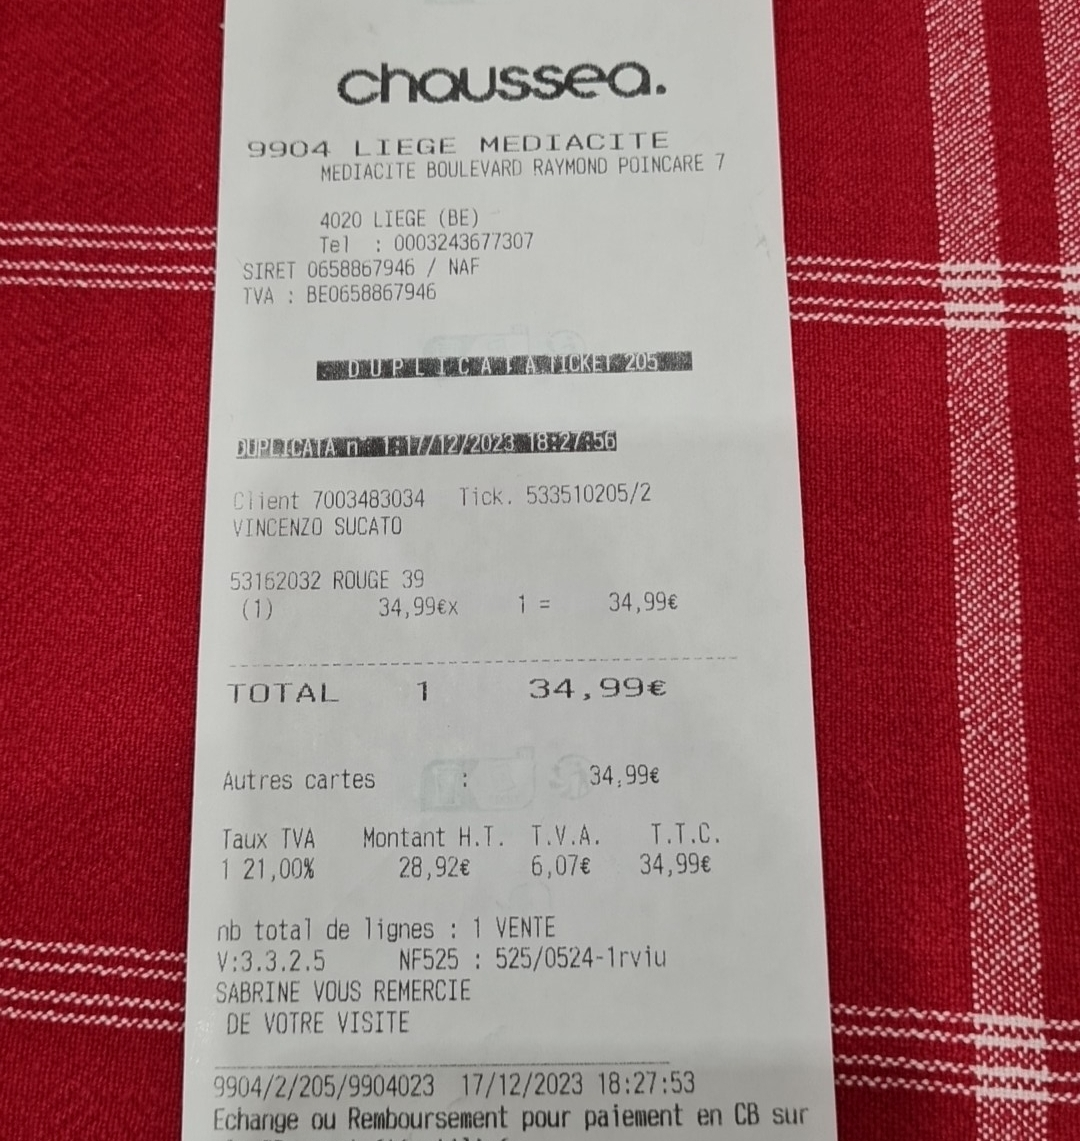 chaussea.
9904 LIEGE MEDIACITE
MEDIACITE BOULEVARD RAYMOND POINCARE 7
4020 LIEGE (BE)
Tel : 0003243677307
SIRET 0658867946 / NAF
TVA : BE0658867946
D U P L I C A T A TICKET 205
DUPLICATA n° 1:17/12/2023 18:27:56
Client 7003483034 Tick. 533510205/2
VINCENZO SUCATO
53162032 ROUGE 39
(1) 34,99€x 1 = 34,99€
TOTAL 1 34,99€
Autres cartes : 34,99€
Taux TVA Montant H.T. T.V.A. T.T.C.
1 21,00% 28,92€ 6,07€ 34,99€
nb total de lignes : 1 VENTE
V:3.3.2.5 NF525 : 525/0524-1rviu
SABRINE VOUS REMERCIE
DE VOTRE VISITE
9904/2/205/9904023 17/12/2023 18:27:53
Echange ou Remboursement pour paiement en CB sur